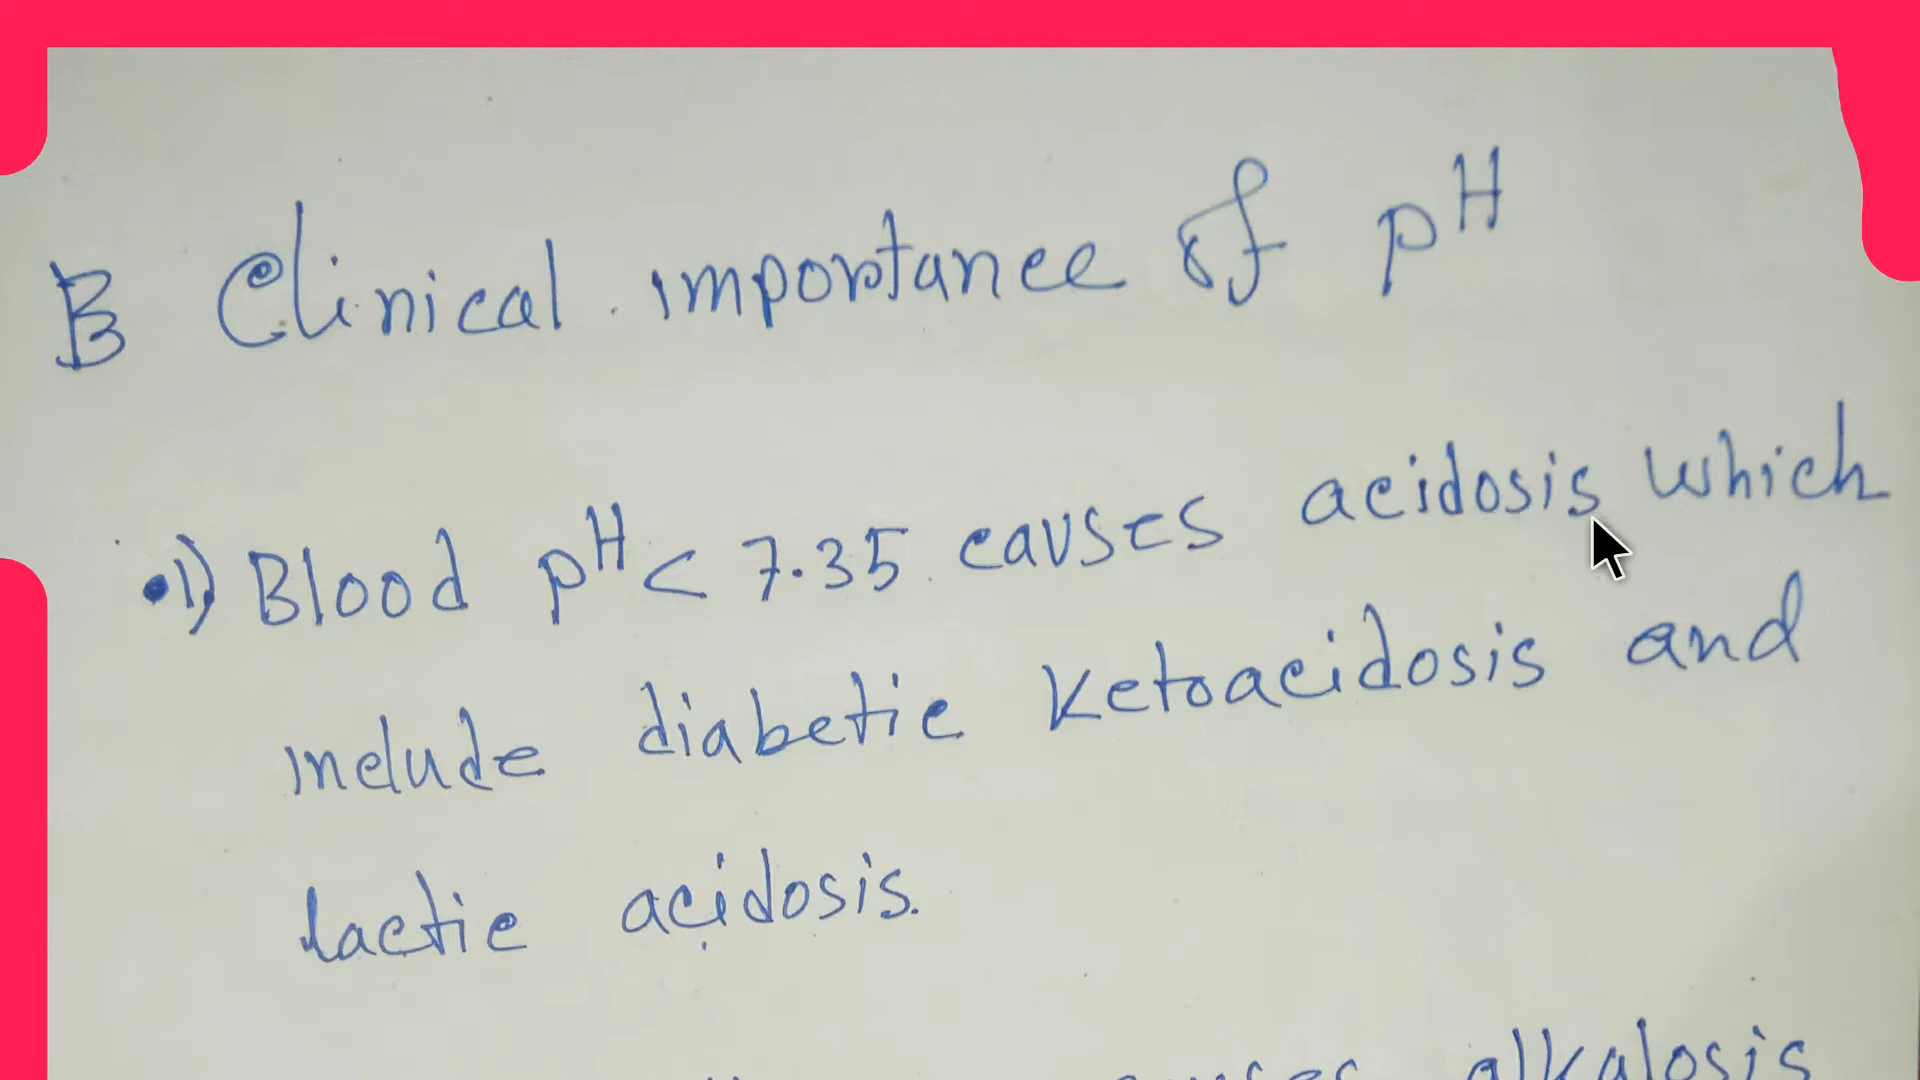 B Clinical importance of pH
•1) Blood pH < 7.35 causes acidosis which
include diabetic ketoacidosis and
lactic acidosis.
causes alkalosis